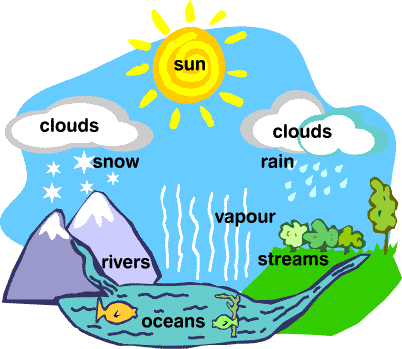 sun
clouds
clouds
snow
rain
vapour
rivers
streams
oceans